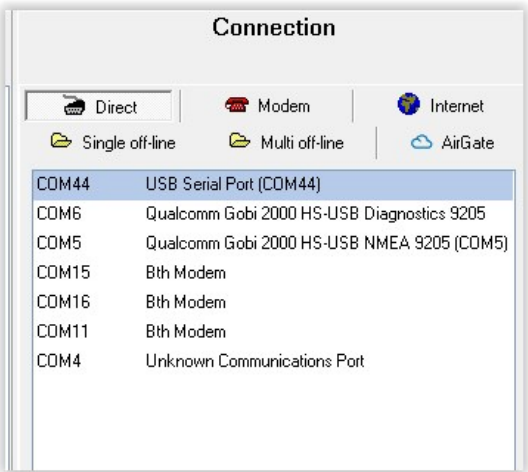 Connection
Direct Modem Internet
Single off-line Multi off-line AirGate
COM44 USB Serial Port (COM44)
COM6 Qualcomm Gobi 2000 HS-USB Diagnostics 9205
COM5 Qualcomm Gobi 2000 HS-USB NMEA 9205 (COM5)
COM15 Bth Modem
COM16 Bth Modem
COM11 Bth Modem
COM4 Unknown Communications Port